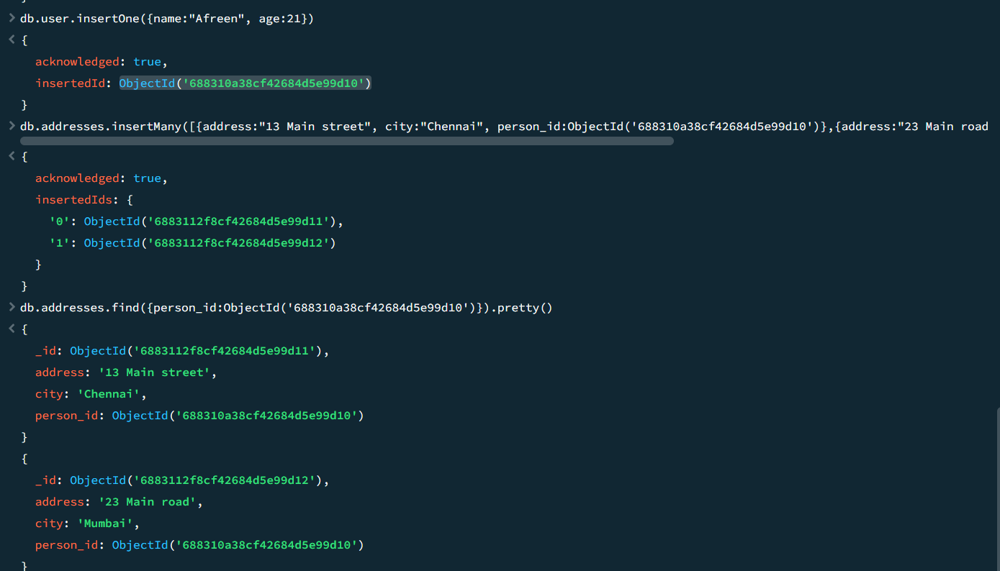 }
> db.user.insertOne({name:"Afreen", age:21})
< {
acknowledged: true,
insertedId: ObjectId('688310a38cf42684d5e99d10')
}
> db.addresses.insertMany([{address:"13 Main street", city:"Chennai", person_id:ObjectId('688310a38cf42684d5e99d10')},{address:"23 Main road
< {
acknowledged: true,
insertedIds: {
'0': ObjectId('6883112f8cf42684d5e99d11'),
'1': ObjectId('6883112f8cf42684d5e99d12')
}
}
> db.addresses.find({person_id:ObjectId('688310a38cf42684d5e99d10')}).pretty()
< {
_id: ObjectId('6883112f8cf42684d5e99d11'),
address: '13 Main street',
city: 'Chennai',
person_id: ObjectId('688310a38cf42684d5e99d10')
}
{
_id: ObjectId('6883112f8cf42684d5e99d12'),
address: '23 Main road',
city: 'Mumbai',
person_id: ObjectId('688310a38cf42684d5e99d10')
}